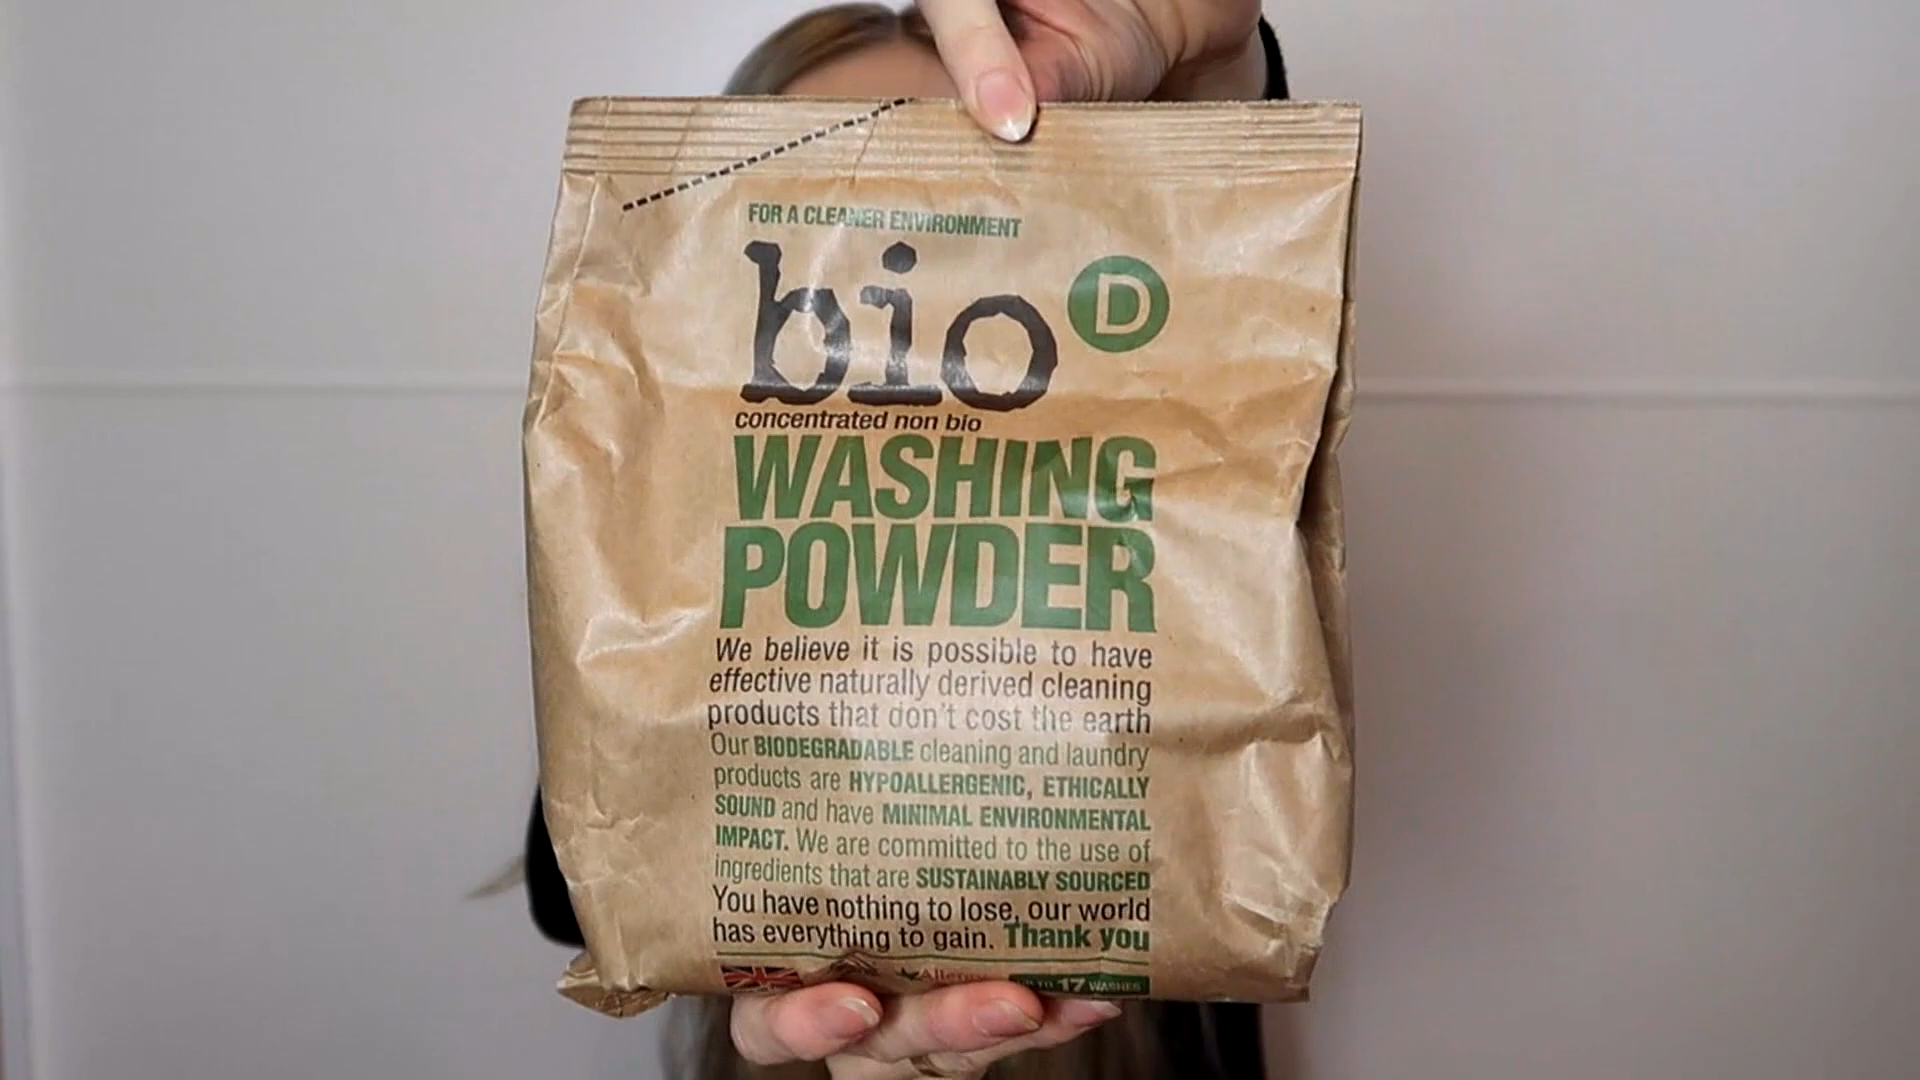 FOR A CLEANER ENVIRONMENT
bio D
concentrated non bio
WASHING
POWDER
We believe it is possible to have
effective naturally derived cleaning
products that don't cost the earth
Our BIODEGRADABLE cleaning and laundry
products are HYPOALLERGENIC, ETHICALLY
SOUND and have MINIMAL ENVIRONMENTAL
IMPACT. We are committed to the use of
ingredients that are SUSTAINABLY SOURCED
You have nothing to lose, our world
has everything to gain. Thank you
Allergy TO 17 WASHES